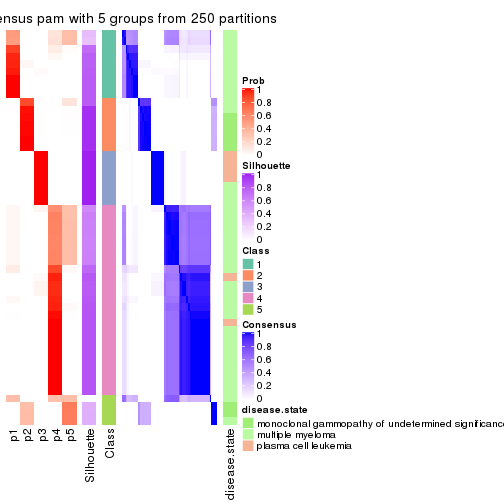 ensus pam with 5 groups from 250 partitions
Prob
1
0.8
0.6
0.4
0.2
0
Silhouette
1
0.8
0.6
0.4
0.2
0
Class
1
2
3
4
5
Consensus
1
0.8
0.6
0.4
0.2
0
disease.state
monoclonal gammopathy of undetermined significance
multiple myeloma
plasma cell leukemia
p1
p2
p3
p4
p5
Silhouette
Class
disease.state